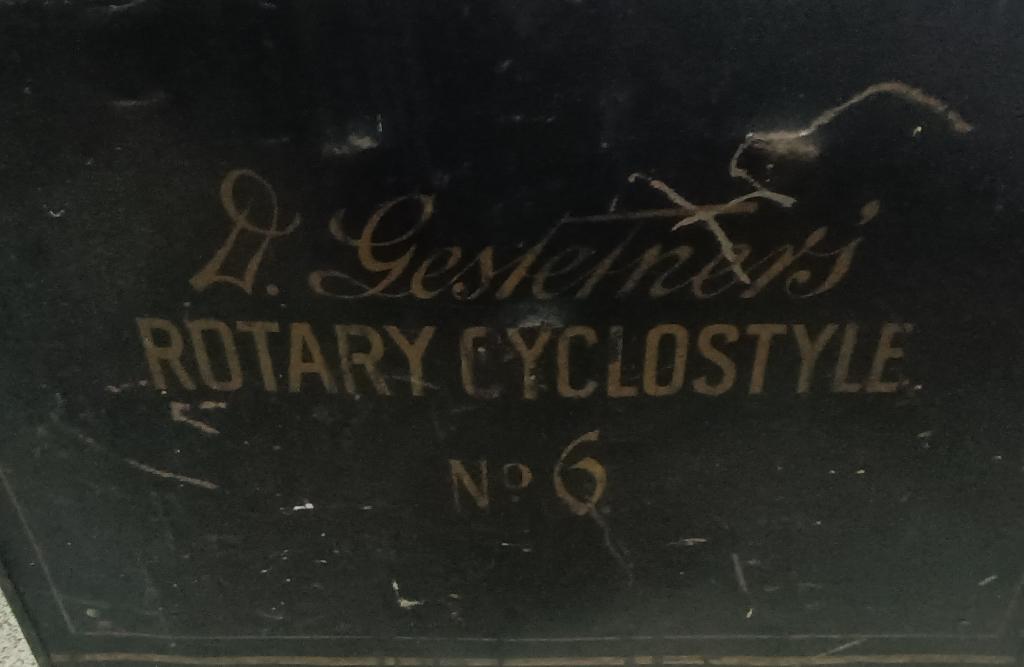 D. Gestetner's
ROTARY CYCLOSTYLE
No 6